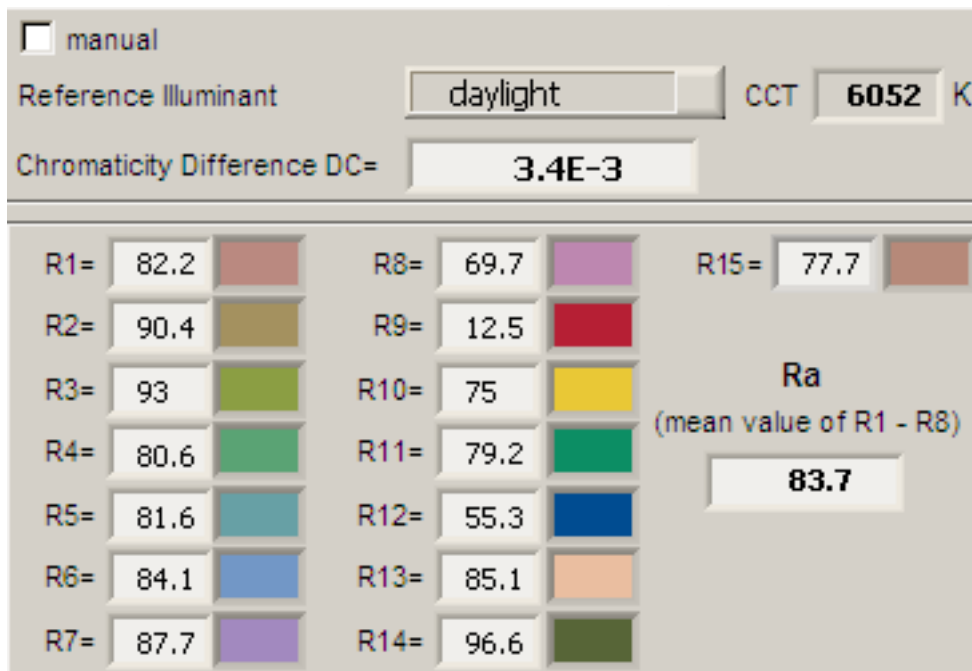 manual
Reference Illuminant daylight CCT 6052 K
Chromaticity Difference DC= 3.4E-3
R1= 82.2 R8= 69.7 R15= 77.7
R2= 90.4 R9= 12.5
R3= 93 R10= 75 Ra
(mean value of R1 - R8)
R4= 80.6 R11= 79.2
83.7
R5= 81.6 R12= 55.3
R6= 84.1 R13= 85.1
R7= 87.7 R14= 96.6